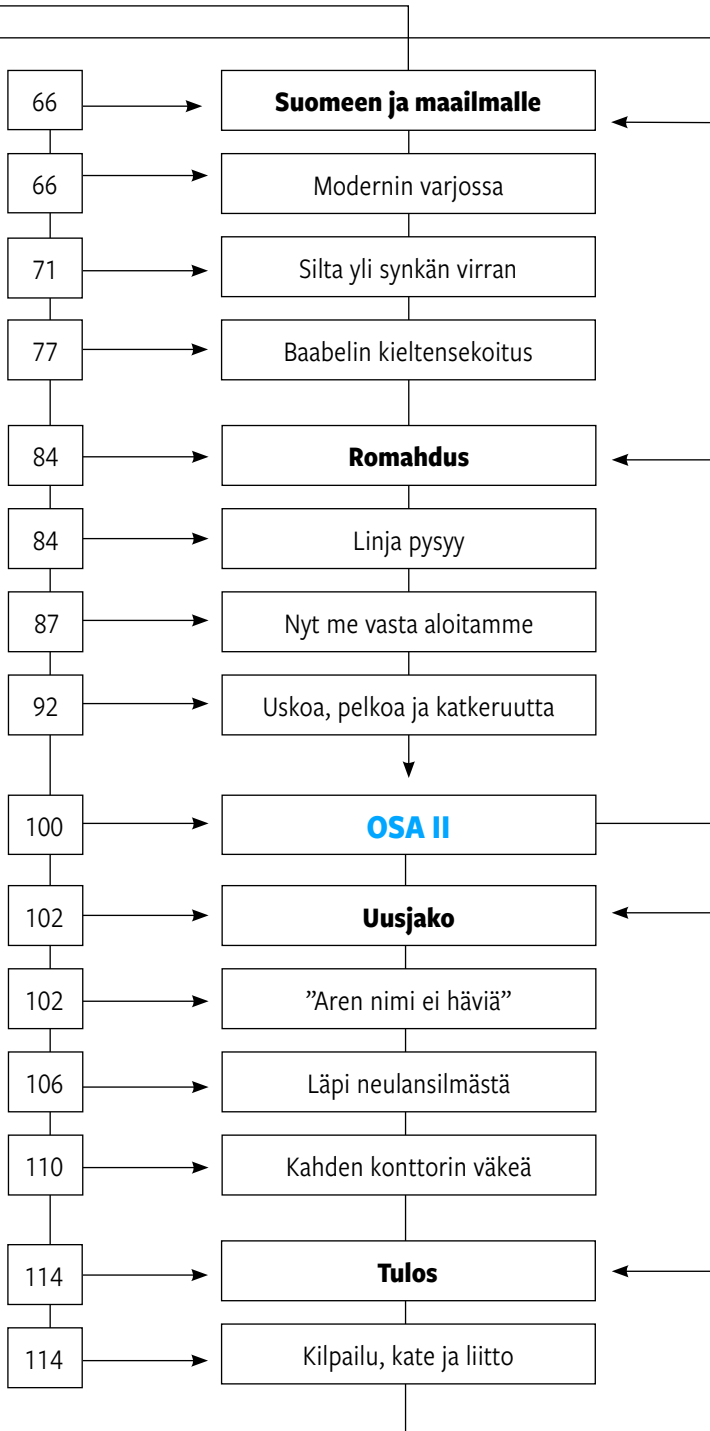 66 Suomeen ja maailmalle
66 Modernin varjossa
71 Silta yli synkän virran
77 Baabelin kieltensekoitus
84 Romahdus
84 Linja pysyy
87 Nyt me vasta aloitamme
92 Uskoa, pelkoa ja katkeruutta
100 OSA II
102 Uusjako
102 ”Aren nimi ei häviä”
106 Läpi neulansilmästä
110 Kahden konttorin väkeä
114 Tulos
114 Kilpailu, kate ja liitto